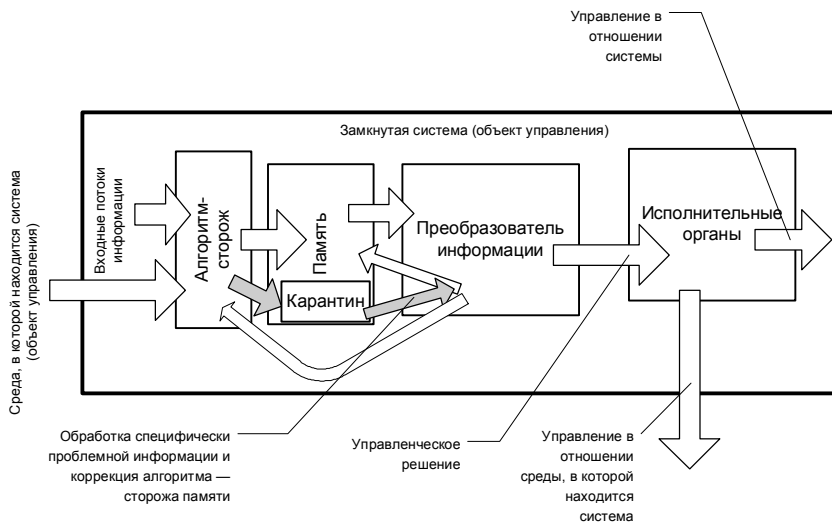 Управление в
отношении
системы
Замкнутая система (объект управления)
Среда, в которой находится система
(объект управления)
Входные потоки
информации
Алгоритм-
сторож
Память
Карантин
Преобразователь
информации
Исполнительные
органы
Обработка специфически
проблемной информации и
коррекция алгоритма —
сторожа памяти
Управленческое
решение
Управление в
отношении
среды, в которой
находится
система